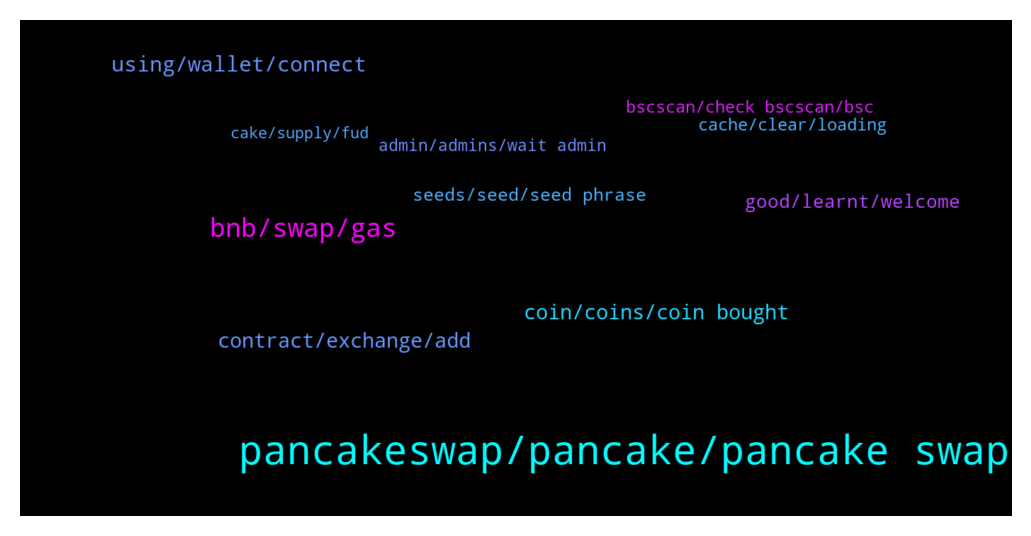 using/wallet/connect
bscscan/check bscscan/bsc
cache/clear/loading
cake/supply/fud
admin/admins/wait admin
seeds/seed/seed phrase
good/learnt/welcome
bnb/swap/gas
coin/coins/coin bought
contract/exchange/add
pancakeswap/pancake/pancake swap